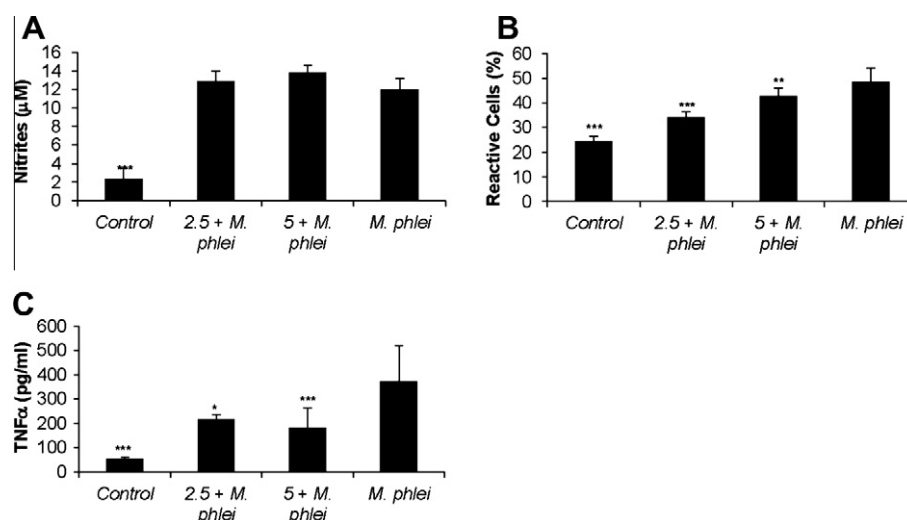 A
Nitrites (µM)
16
14
12
10
8
6
4
2
0
***
Control
2.5 + M.
phlei
5 + M.
phlei
M. phlei
B
Reactive Cells (%)
60
50
40
30
20
10
0
***
***
**
Control
2.5 + M.
phlei
5 + M.
phlei
M. phlei
C
TNFα (pg/ml)
600
500
400
300
200
100
0
***
*
***
Control
2.5 + M.
phlei
5 + M.
phlei
M. phlei